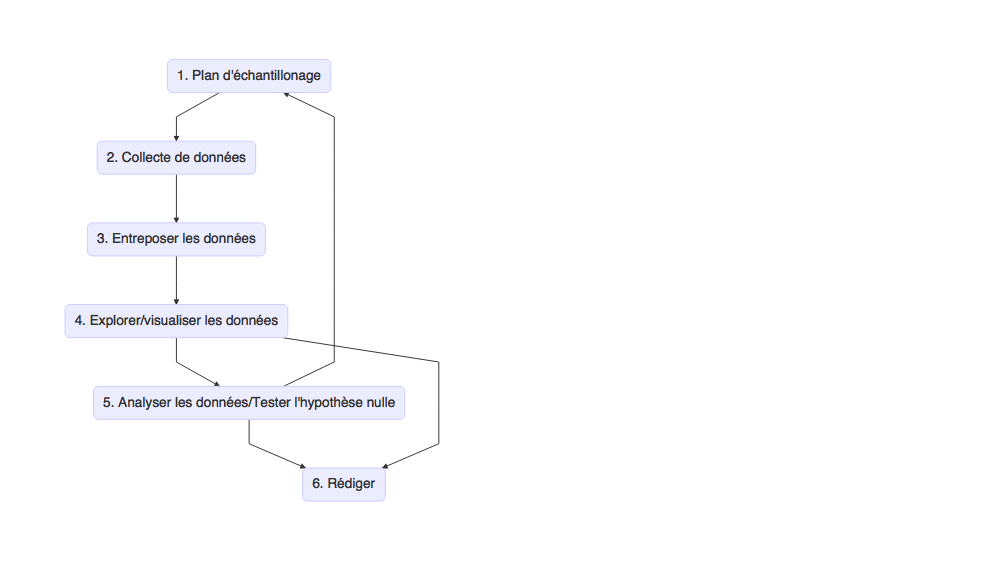 1. Plan d'échantillonage
2. Collecte de données
3. Entreposer les données
4. Explorer/visualiser les données
5. Analyser les données/Tester l'hypothèse nulle
6. Rédiger